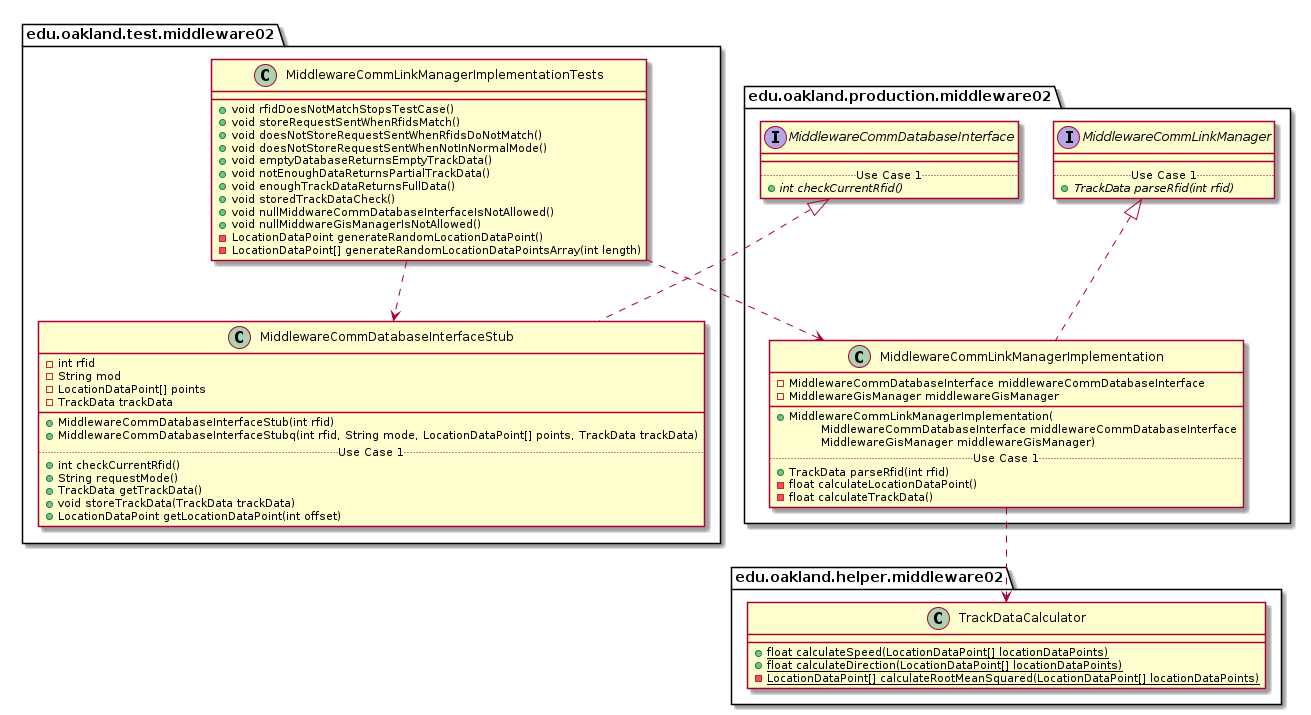 edu.oakland.test.middleware02
C MiddlewareCommLinkManagerImplementationTests
void rfidDoesNotMatchStopsTestCase()
void storeRequestSentWhenRfidsMatch()
void doesNotStoreRequestSentWhenRfidsDoNotMatch()
void doesNotStoreRequestSentWhenNotInNormalMode()
void emptyDatabaseReturnsEmptyTrackData()
void notEnoughDataReturnsPartialTrackData()
void enoughTrackDataReturnsFullData()
void storedTrackDataCheck()
void nullMiddwareCommDatabaseInterfaceIsNotAllowed()
void nullMiddwareGisManagerIsNotAllowed()
LocationDataPoint generateRandomLocationDataPoint()
LocationDataPoint[] generateRandomLocationDataPointsArray(int length)
C MiddlewareCommDatabaseInterfaceStub
int rfid
String mod
LocationDataPoint[] points
TrackData trackData
MiddlewareCommDatabaseInterfaceStub(int rfid)
MiddlewareCommDatabaseInterfaceStubq(int rfid, String mode, LocationDataPoint[] points, TrackData trackData)
Use Case 1
int checkCurrentRfid()
String requestMode()
TrackData getTrackData()
void storeTrackData(TrackData trackData)
LocationDataPoint getLocationDataPoint(int offset)
edu.oakland.production.middleware02
I MiddlewareCommDatabaseInterface
Use Case 1
int checkCurrentRfid()
I MiddlewareCommLinkManager
Use Case 1
TrackData parseRfid(int rfid)
C MiddlewareCommLinkManagerImplementation
MiddlewareCommDatabaseInterface middlewareCommDatabaseInterface
MiddlewareGisManager middlewareGisManager
MiddlewareCommLinkManagerImplementation(
MiddlewareCommDatabaseInterface middlewareCommDatabaseInterface
MiddlewareGisManager middlewareGisManager)
Use Case 1
TrackData parseRfid(int rfid)
float calculateLocationDataPoint()
float calculateTrackData()
edu.oakland.helper.middleware02
C TrackDataCalculator
float calculateSpeed(LocationDataPoint[] locationDataPoints)
float calculateDirection(LocationDataPoint[] locationDataPoints)
LocationDataPoint[] calculateRootMeanSquared(LocationDataPoint[] locationDataPoints)